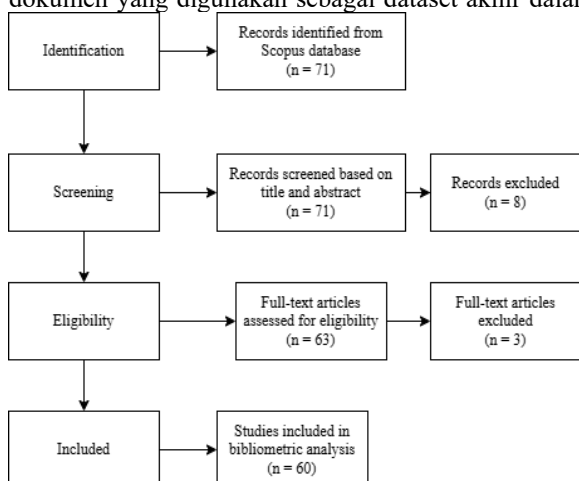 dokumen yang digunakan sebagai dataset akhir dalam
Identification
Records identified from
Scopus database
(n = 71)
Screening
Records screened based on
title and abstract
(n = 71)
Records excluded
(n = 8)
Eligibility
Full-text articles
assessed for eligibility
(n = 63)
Full-text articles
excluded
(n = 3)
Included
Studies included in
bibliometric analysis
(n = 60)